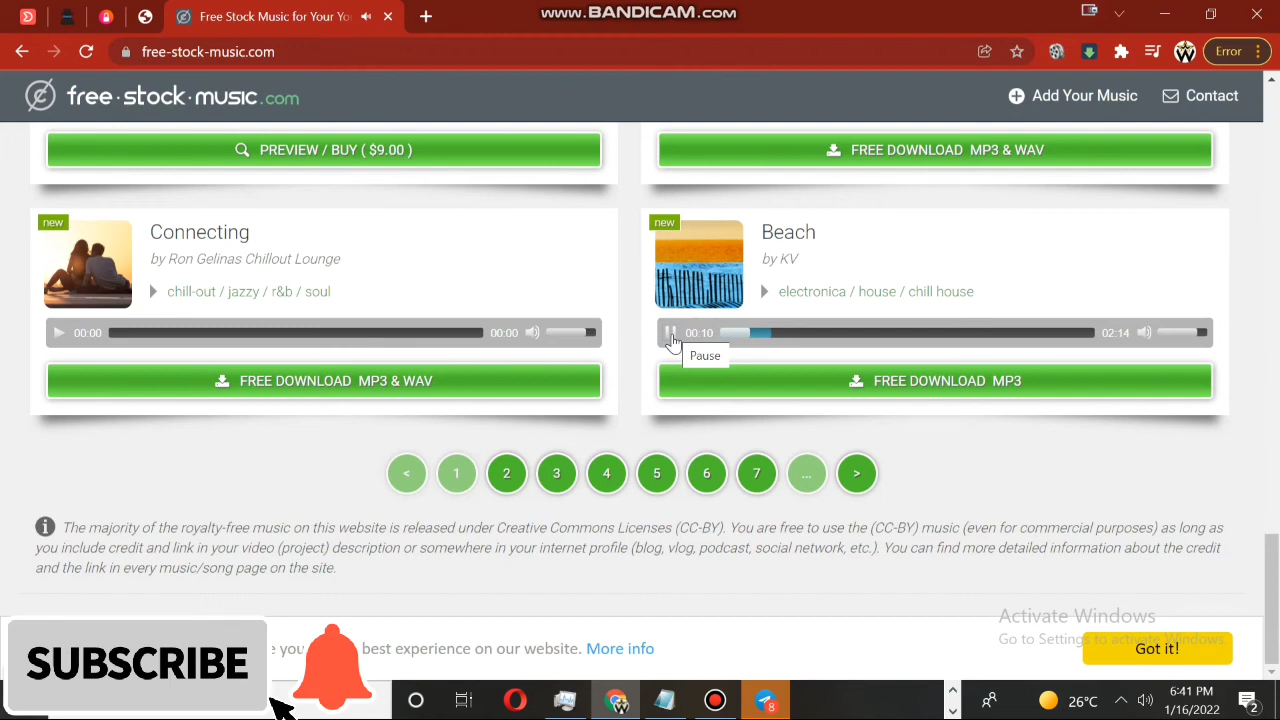 Free Stock Music for Your Yo
www.BANDICAM.com
free-stock-music.com
Error
free·stock·music.com
Add Your Music
Contact
PREVIEW / BUY ( $9.00 )
FREE DOWNLOAD MP3 & WAV
new
Connecting
by Ron Gelinas Chillout Lounge
chill-out / jazzy / r&b / soul
00:00
00:00
FREE DOWNLOAD MP3 & WAV
new
Beach
by KV
electronica / house / chill house
00:10
02:14
Pause
FREE DOWNLOAD MP3
<
1
2
3
4
5
6
7
...
>
The majority of the royalty-free music on this website is released under Creative Commons Licenses (CC-BY). You are free to use the (CC-BY) music (even for commercial purposes) as long as
you include credit and link in your video (project) description or somewhere in your internet profile (blog, vlog, podcast, social network, etc.). You can find more detailed information about the credit
and the link in every music/song page on the site.
best experience on our website. More info
Got it!
Activate Windows
Go to Settings to activate Windows.
SUBSCRIBE
8
26°C
6:41 PM
1/16/2022
2